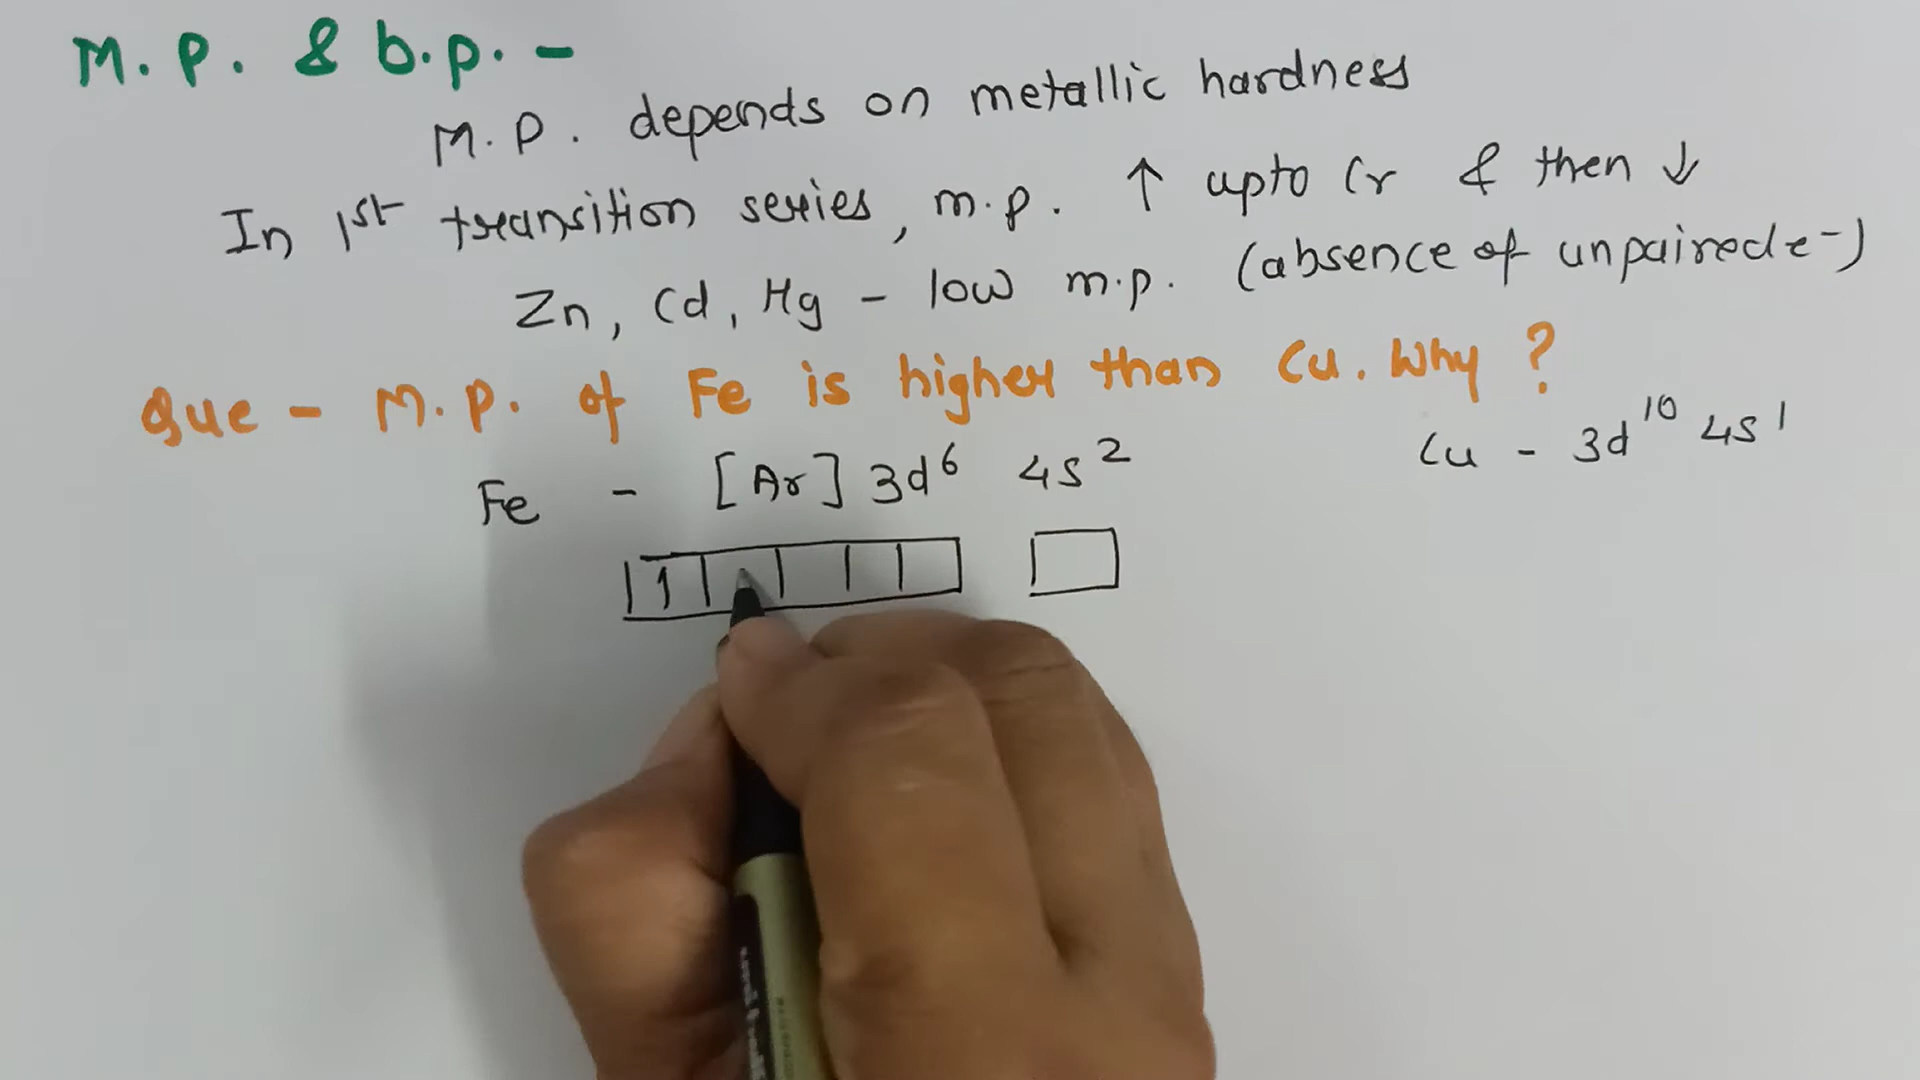 M.P. & b.p. -
M.P. depends on metallic hardness
In 1st transition series, m.p. ↑ upto Cr & then ↓
Zn, Cd, Hg - low m.p. (absence of unpaired e-)
Que - M.P. of Fe is higher than Cu. Why ?
Fe - [Ar] 3d⁶ 4s² Cu - 3d¹⁰ 4s¹
1